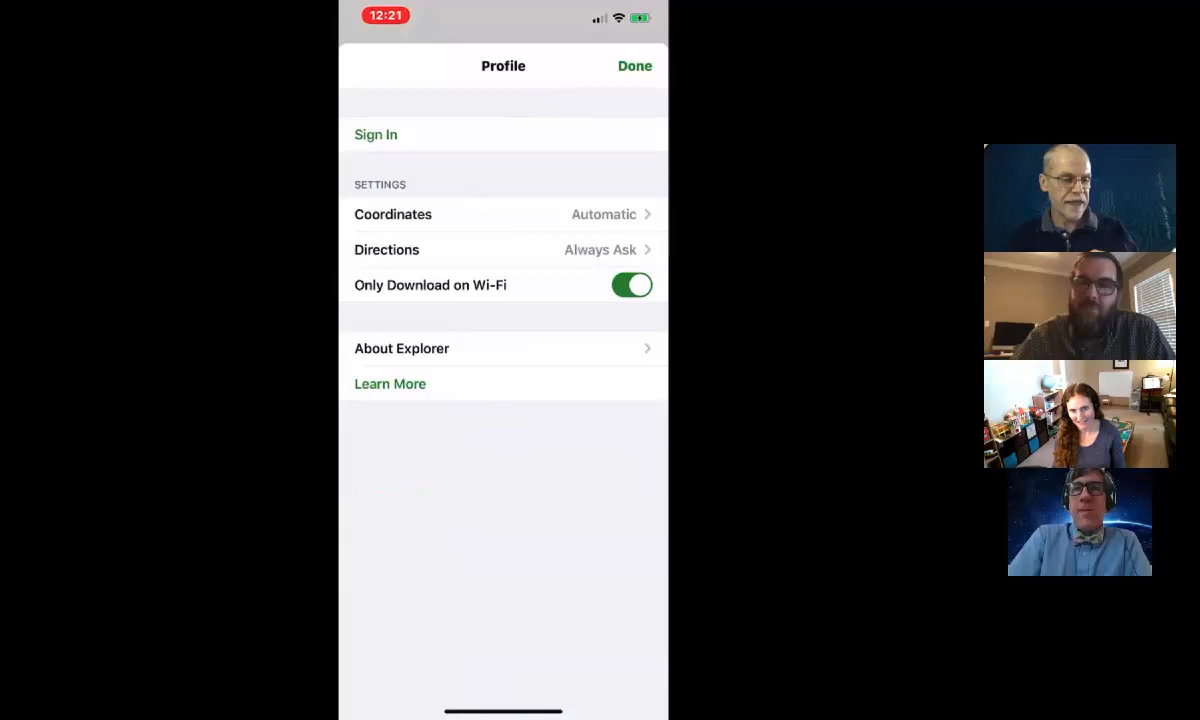 12:21
Profile
Done
Sign In
SETTINGS
Coordinates
Automatic
Directions
Always Ask
Only Download on Wi-Fi
About Explorer
Learn More